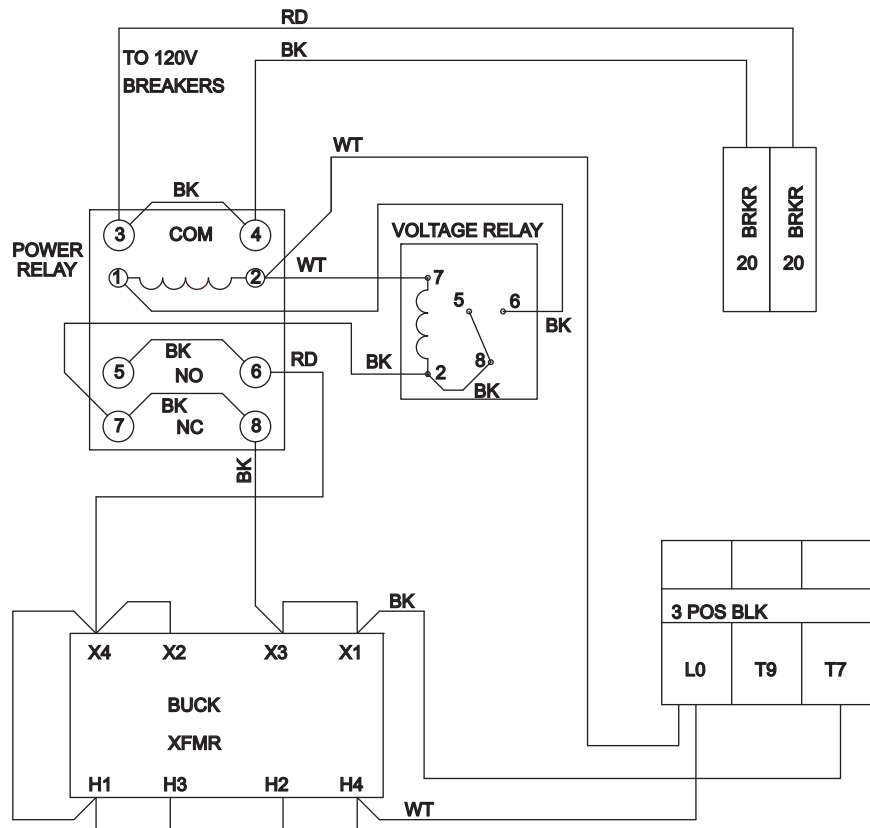 RD
TO 120V
BREAKERS
BK
WT
BK
3 COM 4
POWER
RELAY
1 2
WT
VOLTAGE RELAY
7
5 6
BK
8
2
BK
BK
BK
5 NO 6
RD
BK
7 NC 8
BK
20 BRKR
20 BRKR
3 POS BLK
L0 T9 T7
BK
X4 X2 X3 X1
BUCK
XFMR
H1 H3 H2 H4
WT